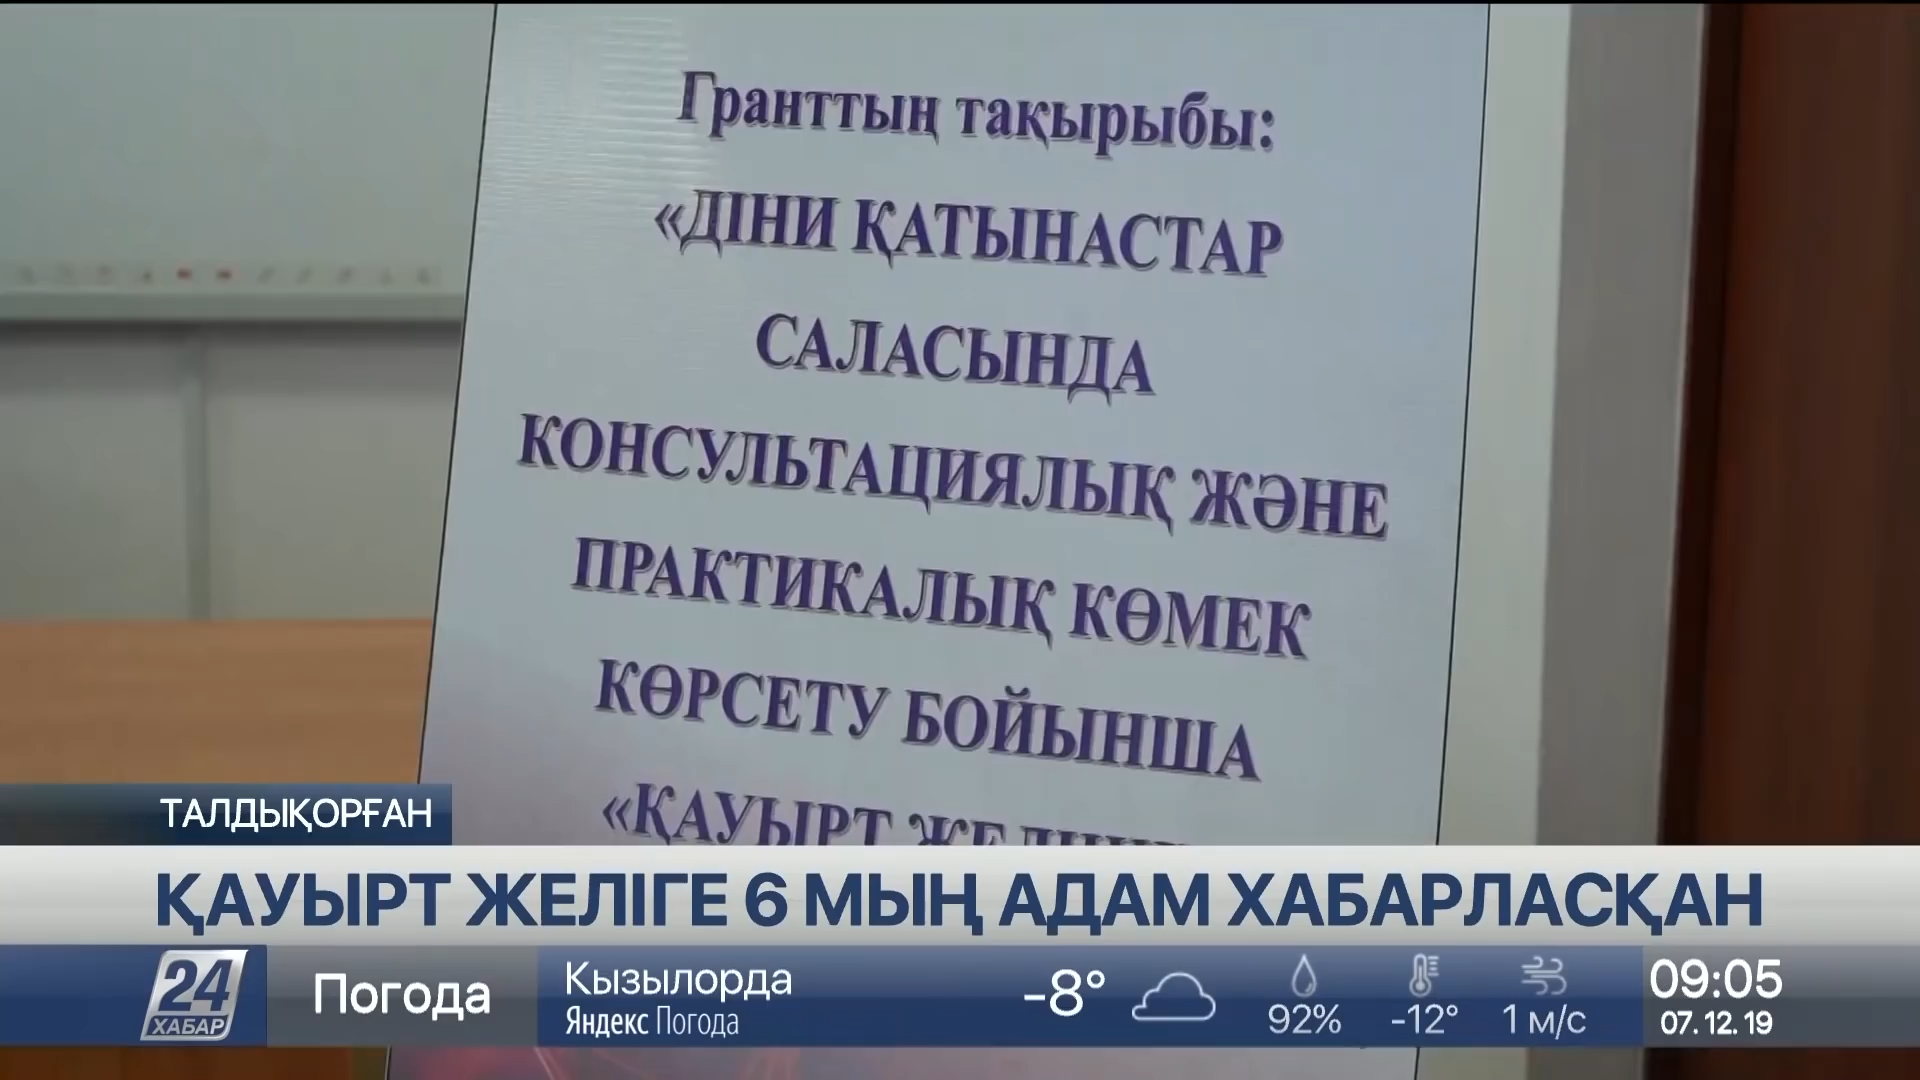 Гранттың тақырыбы:
«ДІНИ ҚАТЫНАСТАР
САЛАСЫНДА
КОНСУЛЬТАЦИЯЛЫҚ ЖӘНЕ
ПРАКТИКАЛЫҚ КӨМЕК
КӨРСЕТУ БОЙЫНША
«ҚАУЫРТ
ТАЛДЫҚОРҒАН
ҚАУЫРТ ЖЕЛІГЕ 6 МЫҢ АДАМ ХАБАРЛАСҚАН
24
ХАБАР
Погода
Кызылорда
Яндекс Погода
-8°
92%
-12°
1 м/с
09:05
07. 12. 19